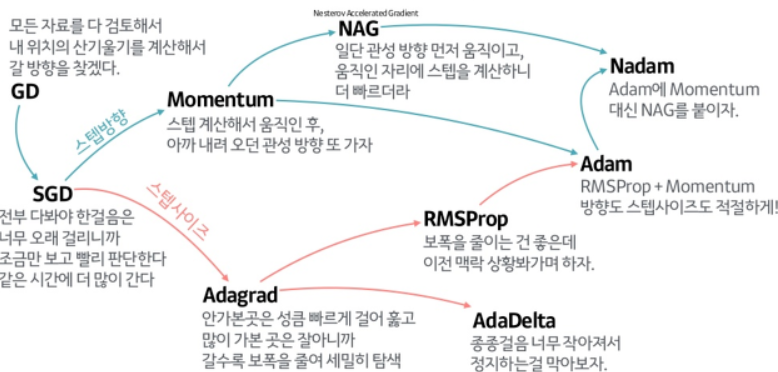 모든 자료를 다 검토해서
내 위치의 산기울기를 계산해서
갈 방향을 찾겠다.
GD
Nesterov Accelerated Gradient
NAG
일단 관성 방향 먼저 움직이고,
움직인 자리에 스텝을 계산하니
더 빠르더라
Nadam
Adam에 Momentum
대신 NAG를 붙이자.
Momentum
스텝 계산해서 움직인 후,
아까 내려 오던 관성 방향 또 가자
스텝방향
Adam
RMSProp + Momentum
방향도 스텝사이즈도 적절하게!
SGD
전부 다봐야 한걸음은
너무 오래 걸리니까
조금만 보고 빨리 판단한다
같은 시간에 더 많이 간다
스텝사이즈
RMSProp
보폭을 줄이는 건 좋은데
이전 맥락 상황봐가며 하자.
Adagrad
안가본곳은 성큼 빠르게 걸어 훓고
많이 가본 곳은 잘아니까
갈수록 보폭을 줄여 세밀히 탐색
AdaDelta
종종걸음 너무 작아져서
정지하는걸 막아보자.